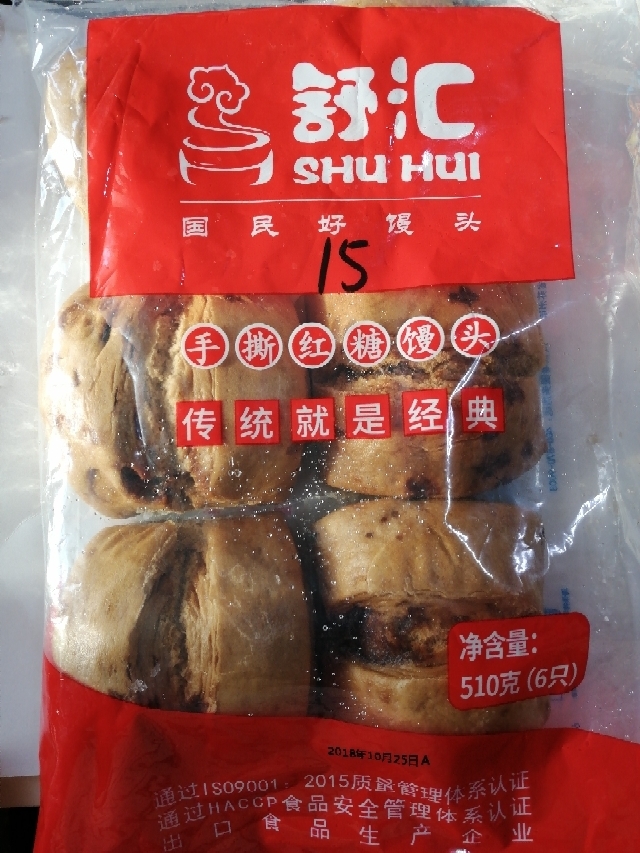 舒汇
SHU HUI
国民好馒头
15
手撕红糖馒头
传统就是经典
净含量：
510克(6只)
2018年10月25日A
通过ISO9001：2015质量管理体系认证
通过HACCP食品安全管理体系认证
出口食品生产企业